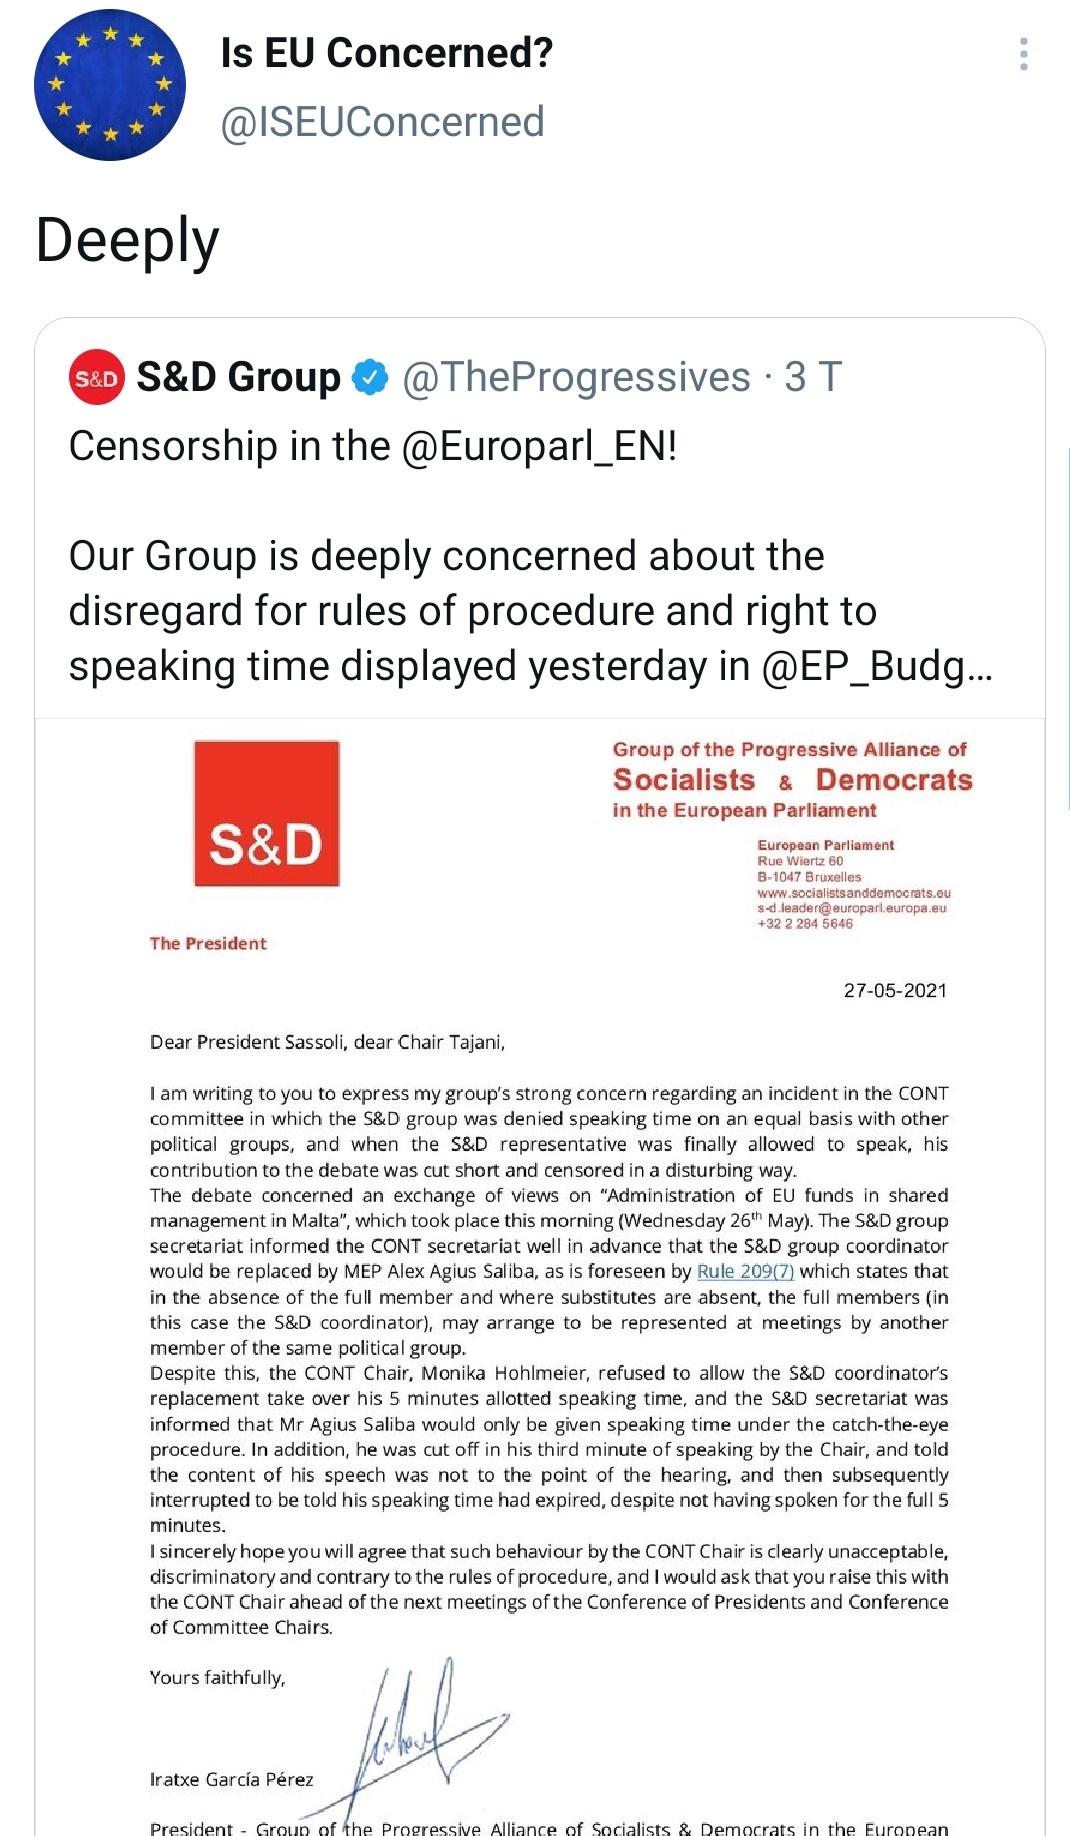 Is EU Concerned?
@ISEUConcerned
Deeply
S&D
S&D Group @TheProgressives · 3 T
Censorship in the @Europarl_EN!
Our Group is deeply concerned about the
disregard for rules of procedure and right to
speaking time displayed yesterday in @EP_Budg...
S&D
Group of the Progressive Alliance of
Socialists & Democrats
in the European Parliament
European Parliament
Rue Wiertz 60
B-1047 Bruxelles
www.socialistsanddemocrats.eu
s-d.leader@europarl.europa.eu
+32 2 284 5646
The President
27-05-2021
Dear President Sassoli, dear Chair Tajani,
I am writing to you to express my group's strong concern regarding an incident in the CONT
committee in which the S&D group was denied speaking time on an equal basis with other
political groups, and when the S&D representative was finally allowed to speak, his
contribution to the debate was cut short and censored in a disturbing way.
The debate concerned an exchange of views on "Administration of EU funds in shared
management in Malta", which took place this morning (Wednesday 26th May). The S&D group
secretariat informed the CONT secretariat well in advance that the S&D group coordinator
would be replaced by MEP Alex Agius Saliba, as is foreseen by Rule 209(7) which states that
in the absence of the full member and where substitutes are absent, the full members (in
this case the S&D coordinator), may arrange to be represented at meetings by another
member of the same political group.
Despite this, the CONT Chair, Monika Hohlmeier, refused to allow the S&D coordinator's
replacement take over his 5 minutes allotted speaking time, and the S&D secretariat was
informed that Mr Agius Saliba would only be given speaking time under the catch-the-eye
procedure. In addition, he was cut off in his third minute of speaking by the Chair, and told
the content of his speech was not to the point of the hearing, and then subsequently
interrupted to be told his speaking time had expired, despite not having spoken for the full 5
minutes.
I sincerely hope you will agree that such behaviour by the CONT Chair is clearly unacceptable,
discriminatory and contrary to the rules of procedure, and I would ask that you raise this with
the CONT Chair ahead of the next meetings of the Conference of Presidents and Conference
of Committee Chairs.
Yours faithfully,
Iratxe García Pérez
President - Group of the Progressive Alliance of Socialists & Democrats in the European